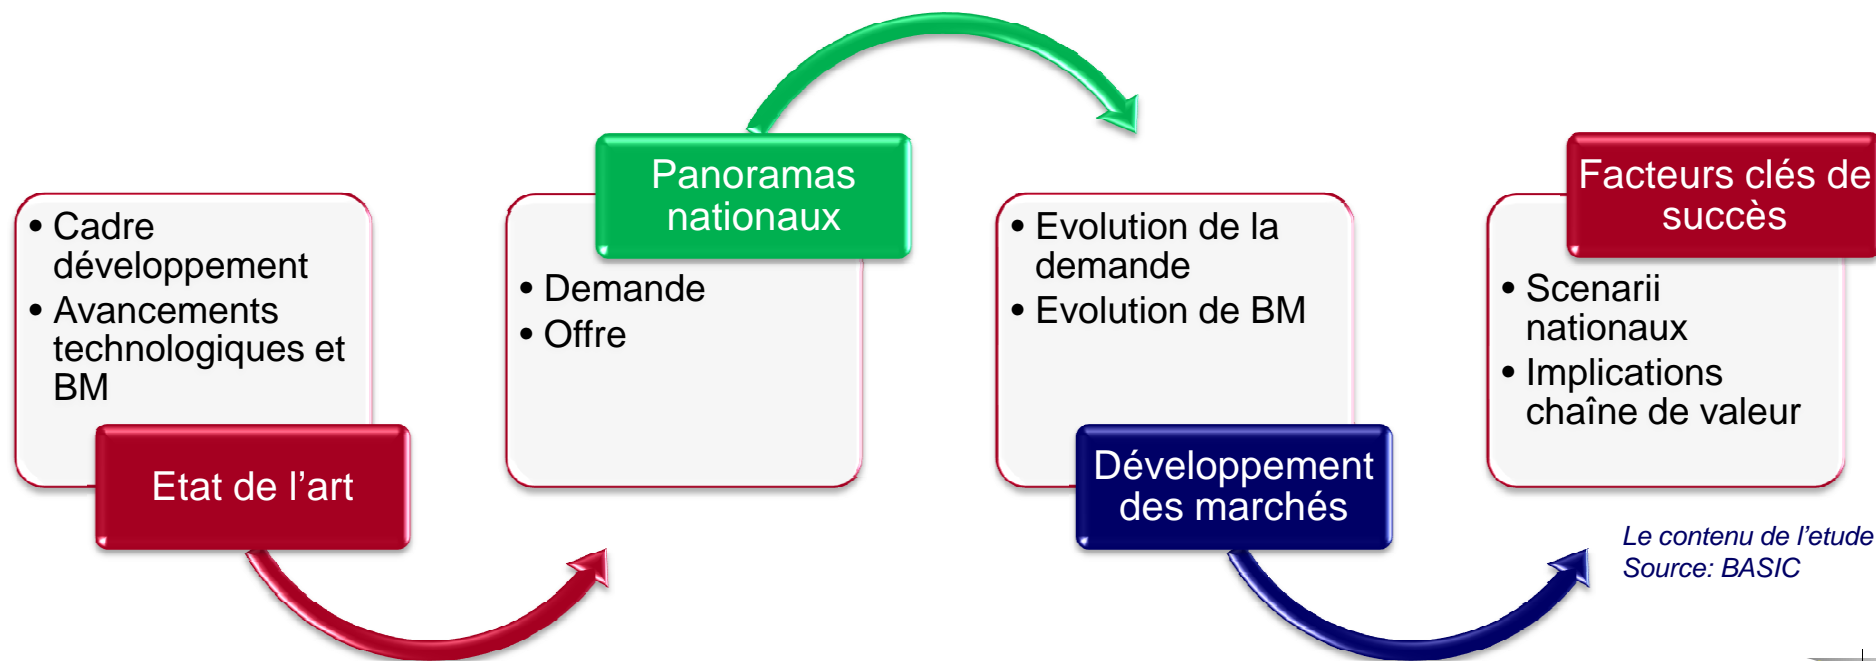 • Cadre
développement
• Avancements
technologiques et
BM
Etat de l’art
Panoramas
nationaux
• Demande
• Offre
• Evolution de la
demande
• Evolution de BM
Développement
des marchés
Facteurs clés de
succès
• Scenarii
nationaux
• Implications
chaîne de valeur
Le contenu de l’etude
Source: BASIC